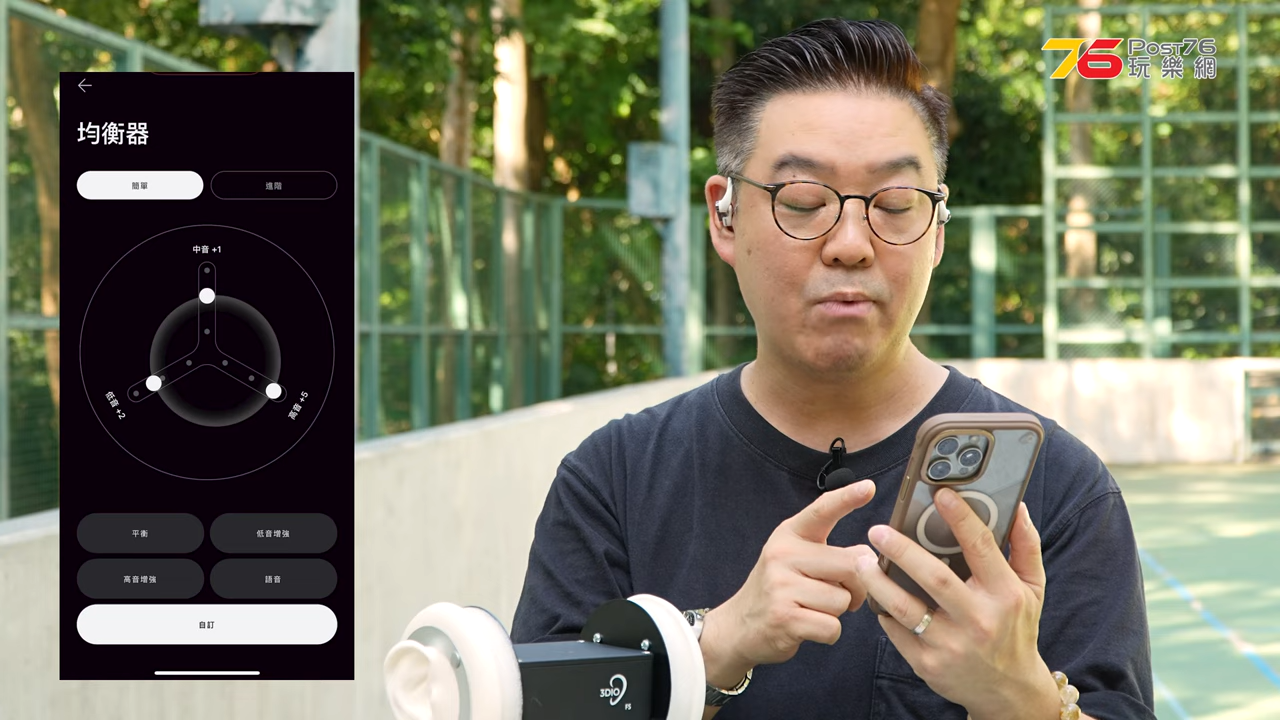 均衡器
簡單
進階
中音 +1
低音 +2
高音 +5
平衡
低音增強
高音增強
語音
自訂
76 Post76
玩樂網
3DIO
FS